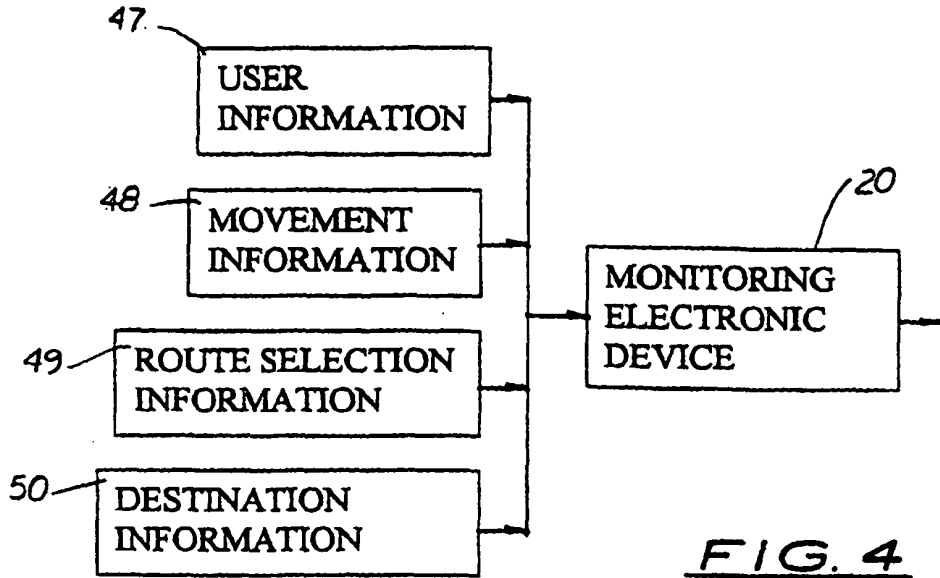 47
USER
INFORMATION
48
MOVEMENT
INFORMATION
49
ROUTE SELECTION
INFORMATION
50
DESTINATION
INFORMATION
20
MONITORING
ELECTRONIC
DEVICE
FIG. 4